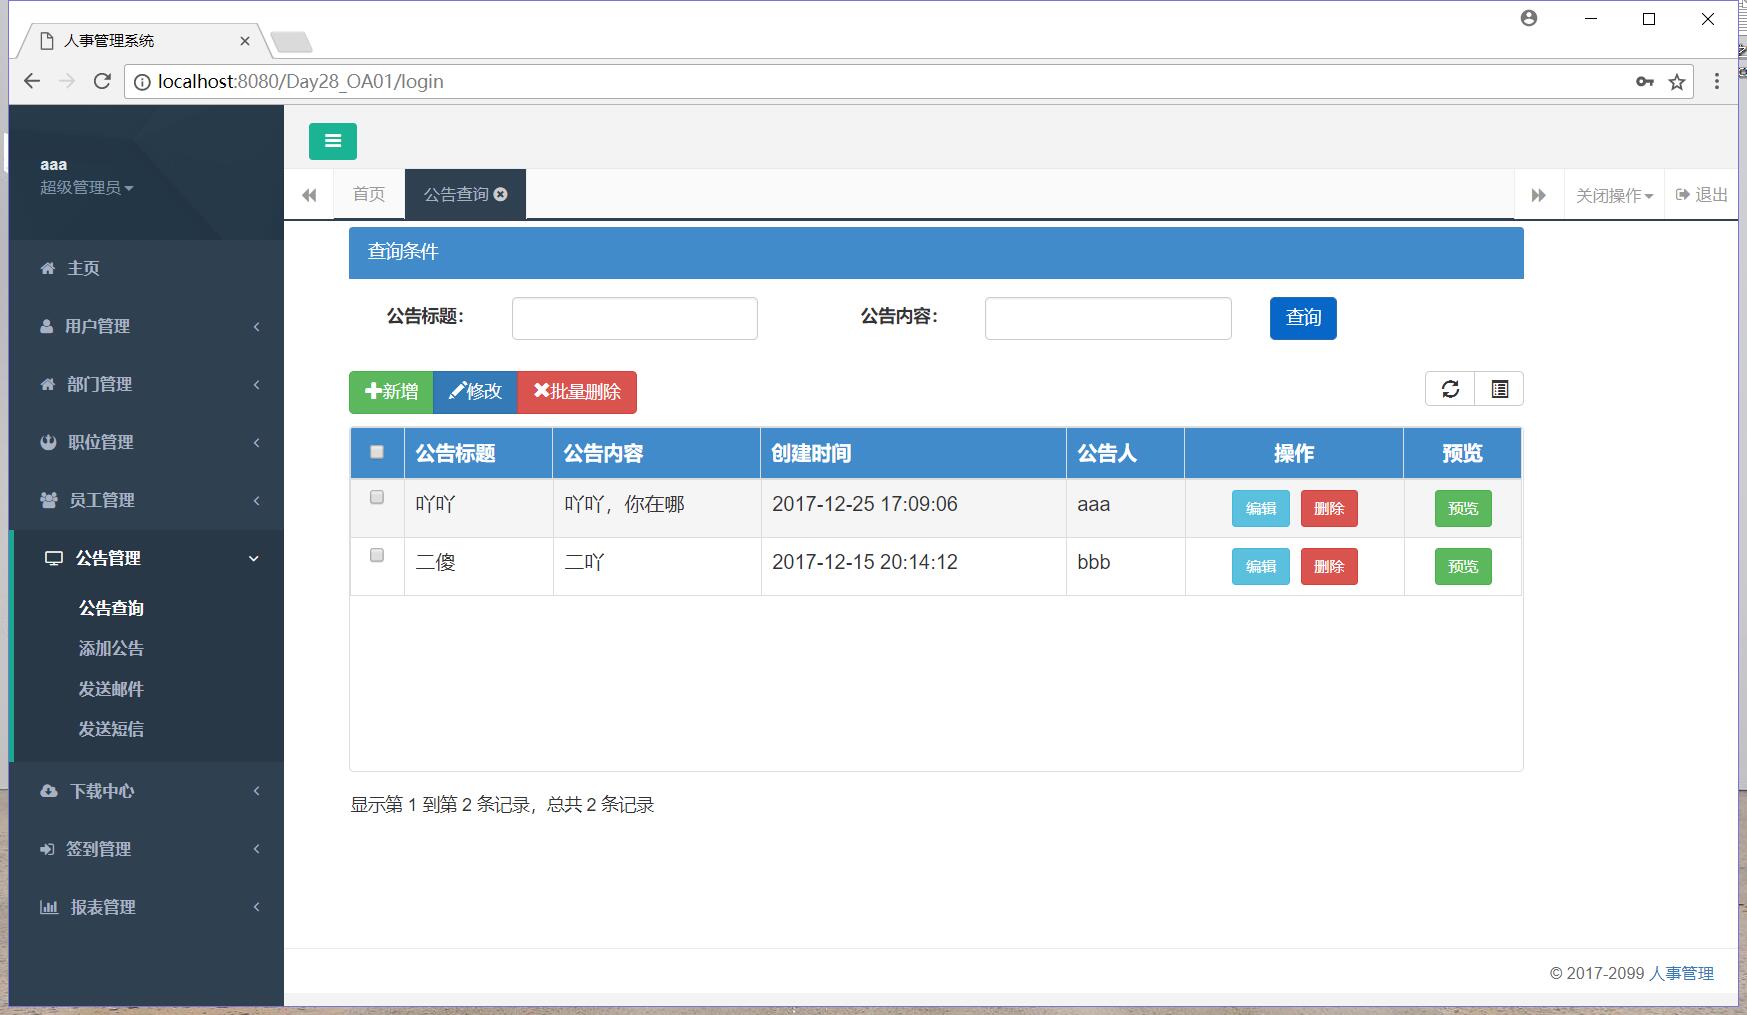 人事管理系统
localhost:8080/Day28_OA01/login
aaa
超级管理员
首页
公告查询
关闭操作
退出
主页
用户管理
部门管理
职位管理
员工管理
公告管理
公告查询
添加公告
发送邮件
发送短信
下载中心
签到管理
报表管理
查询条件
公告标题:
公告内容:
查询
新增
修改
批量删除
公告标题 公告内容 创建时间 公告人 操作 预览
吖吖 吖吖，你在哪 2017-12-25 17:09:06 aaa 编辑 删除 预览
二傻 二吖 2017-12-15 20:14:12 bbb 编辑 删除 预览
显示第 1 到第 2 条记录，总共 2 条记录
© 2017-2099 人事管理